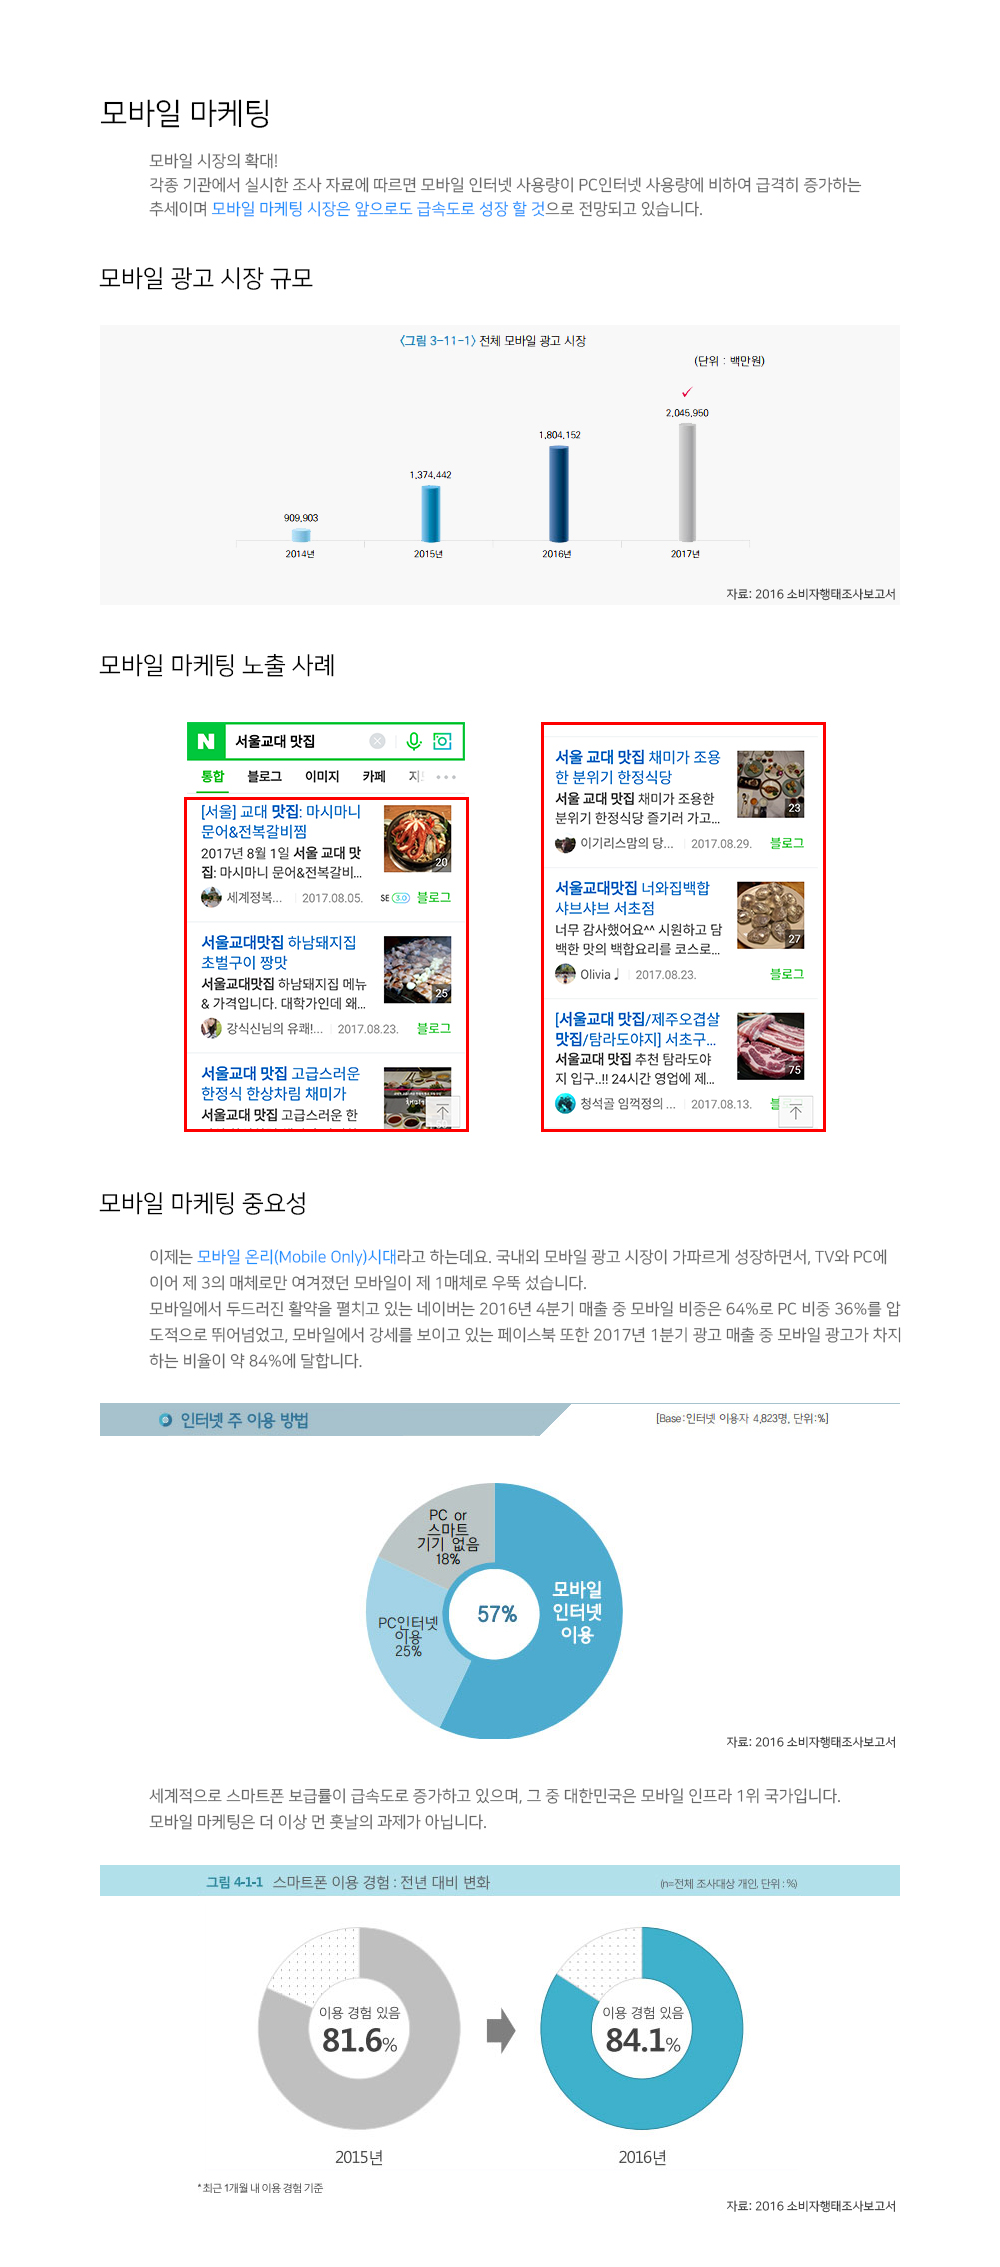 모바일 마케팅
모바일 시장의 확대!
각종 기관에서 실시한 조사 자료에 따르면 모바일 인터넷 사용량이 PC인터넷 사용량에 비하여 급격히 증가하는
추세이며 모바일 마케팅 시장은 앞으로도 급속도로 성장 할 것으로 전망되고 있습니다.
모바일 광고 시장 규모
<그림 3-11-1> 전체 모바일 광고 시장
(단위 : 백만원)
909,903
1,374,442
1,804,152
2,045,950
2014년
2015년
2016년
2017년
자료: 2016 소비자행태조사보고서
모바일 마케팅 노출 사례
N 서울교대 맛집
통합 블로그 이미지 카페
[서울] 교대 맛집: 마시마니
문어&전복갈비찜
2017년 8월 1일 서울 교대 맛
집: 마시마니 문어&전복갈비...
20
세계정복... 2017.08.05. SE 3.0 블로그
서울교대맛집 하남돼지집
초벌구이 짱맛
서울교대맛집 하남돼지집 메뉴
& 가격입니다. 대학가인데 왜...
25
강식신님의 유쾌!... 2017.08.23. 블로그
서울교대 맛집 고급스러운
한정식 한상차림 채미가
서울교대 맛집 고급스러운 한
서울 교대 맛집 채미가 조용
한 분위기 한정식당
서울 교대 맛집 채미가 조용한
분위기 한정식당 즐기러 가고...
23
이기리스맘의 당... 2017.08.29. 블로그
서울교대맛집 너와집백합
샤브샤브 서초점
너무 감사했어요^^ 시원하고 담
백한 맛의 백합요리를 코스로...
27
Olivia♩ 2017.08.23. 블로그
[서울교대 맛집/제주오겹살
맛집/탐라도야지] 서초구...
서울교대 맛집 추천 탐라도야
지 입구..!! 24시간 영업에 제...
75
청석골 임꺽정의 ... 2017.08.13.
모바일 마케팅 중요성
이제는 모바일 온리(Mobile Only)시대라고 하는데요. 국내외 모바일 광고 시장이 가파르게 성장하면서, TV와 PC에
이어 제 3의 매체로만 여겨졌던 모바일이 제 1매체로 우뚝 섰습니다.
모바일에서 두드러진 활약을 펼치고 있는 네이버는 2016년 4분기 매출 중 모바일 비중은 64%로 PC 비중 36%를 압
도적으로 뛰어넘었고, 모바일에서 강세를 보이고 있는 페이스북 또한 2017년 1분기 광고 매출 중 모바일 광고가 차지
하는 비율이 약 84%에 달합니다.
인터넷 주 이용 방법
[Base:인터넷 이용자 4,823명, 단위:%]
PC or
스마트
기기 없음
18%
PC인터넷
이용
25%
57%
모바일
인터넷
이용
자료: 2016 소비자행태조사보고서
세계적으로 스마트폰 보급률이 급속도로 증가하고 있으며, 그 중 대한민국은 모바일 인프라 1위 국가입니다.
모바일 마케팅은 더 이상 먼 훗날의 과제가 아닙니다.
그림 4-1-1 스마트폰 이용 경험 : 전년 대비 변화
(n=전체 조사대상 개인, 단위 : %)
이용 경험 있음
81.6%
이용 경험 있음
84.1%
2015년
2016년
* 최근 1개월 내 이용 경험 기준
자료: 2016 소비자행태조사보고서